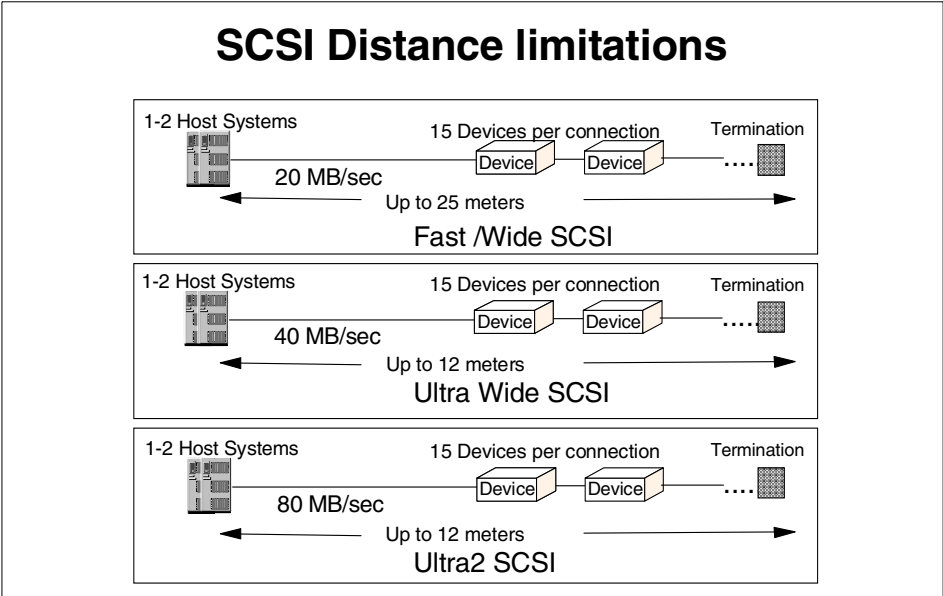 SCSI Distance limitations
1-2 Host Systems
15 Devices per connection
Termination
Device
Device
....
20 MB/sec
Up to 25 meters
Fast /Wide SCSI
1-2 Host Systems
15 Devices per connection
Termination
Device
Device
.....
40 MB/sec
Up to 12 meters
Ultra Wide SCSI
1-2 Host Systems
15 Devices per connection
Termination
Device
Device
....
80 MB/sec
Up to 12 meters
Ultra2 SCSI